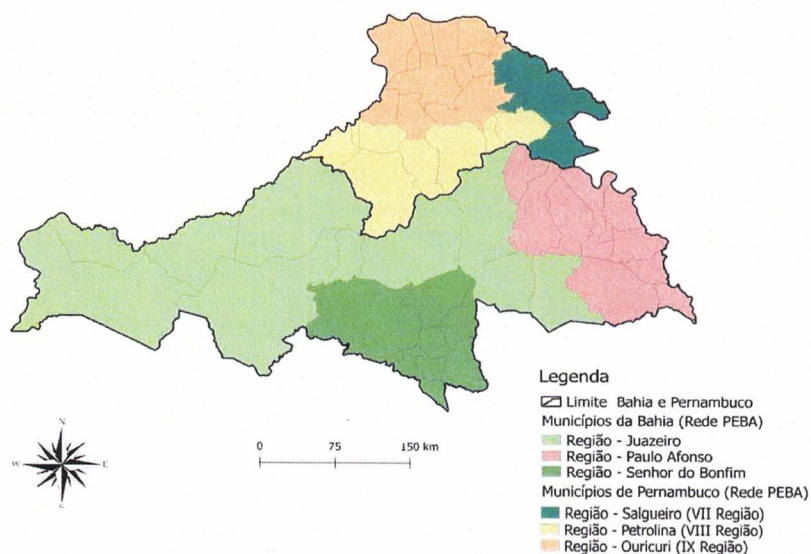 N
W E
S
0 75 150 km
Legenda
Limite Bahia e Pernambuco
Municípios da Bahia (Rede PEBA)
Região - Juazeiro
Região - Paulo Afonso
Região - Senhor do Bonfim
Municípios de Pernambuco (Rede PEBA)
Região - Salgueiro (VII Região)
Região - Petrolina (VIII Região)
Região - Ouricuri (IX Região)